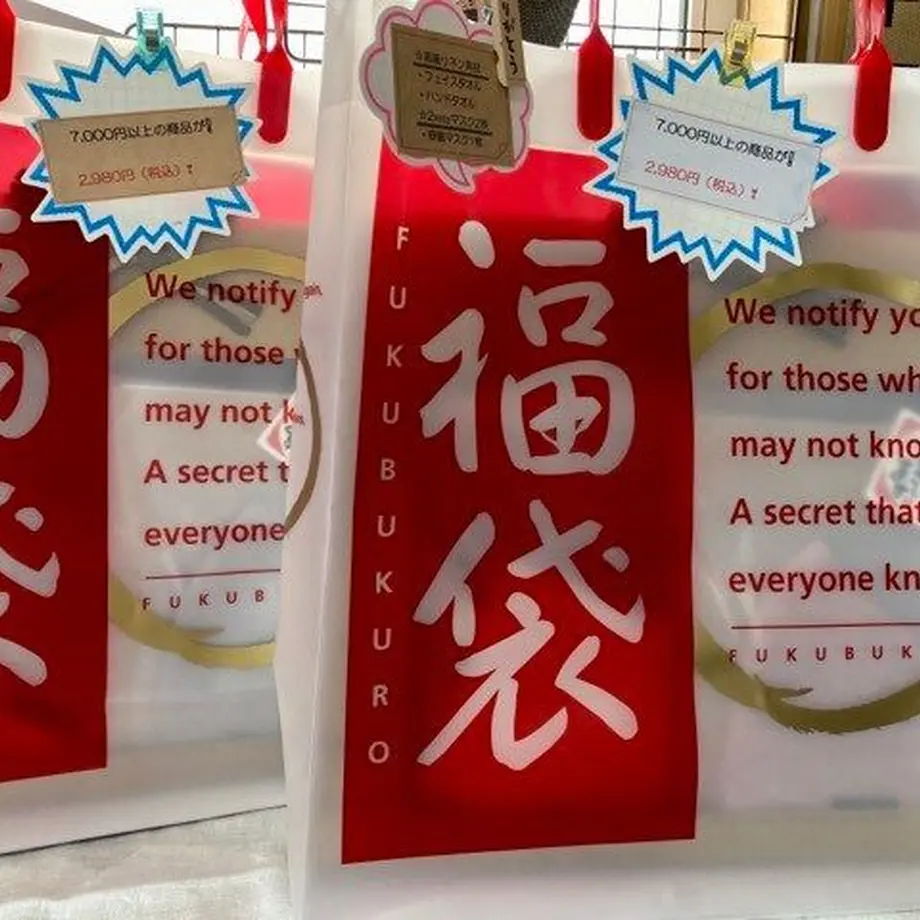 7,000円以上の商品が
2,980円(税込)!
We notify
for those
may not k
A secret t
everyone
FUKUB
・フェイスタオル
・ハンドタオル
7,000円以上の商品が
2,980円(税込)!
FUKUBUKURO
福袋
We notify yo
for those wh
may not kno
A secret that
everyone kn
FUKUBUK